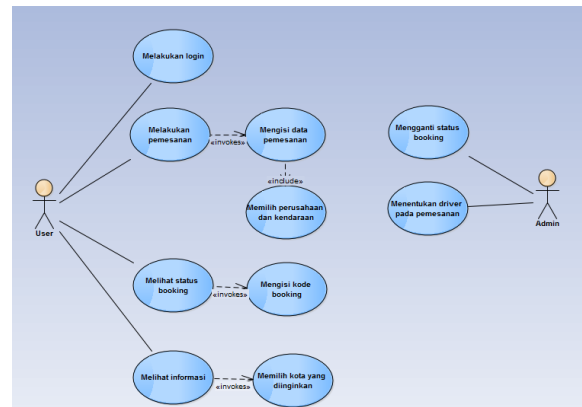 Melakukan login
Melakukan
pemesanan
«invokes»
Mengisi data
pemesanan
«include»
Memilih perusahaan
dan kendaraan
User
Melihat status
booking
«invokes»
Mengisi kode
booking
Melihat informasi
«invokes»
Memilih kota yang
diinginkan
Mengganti status
booking
Menentukan driver
pada pemesanan
Admin